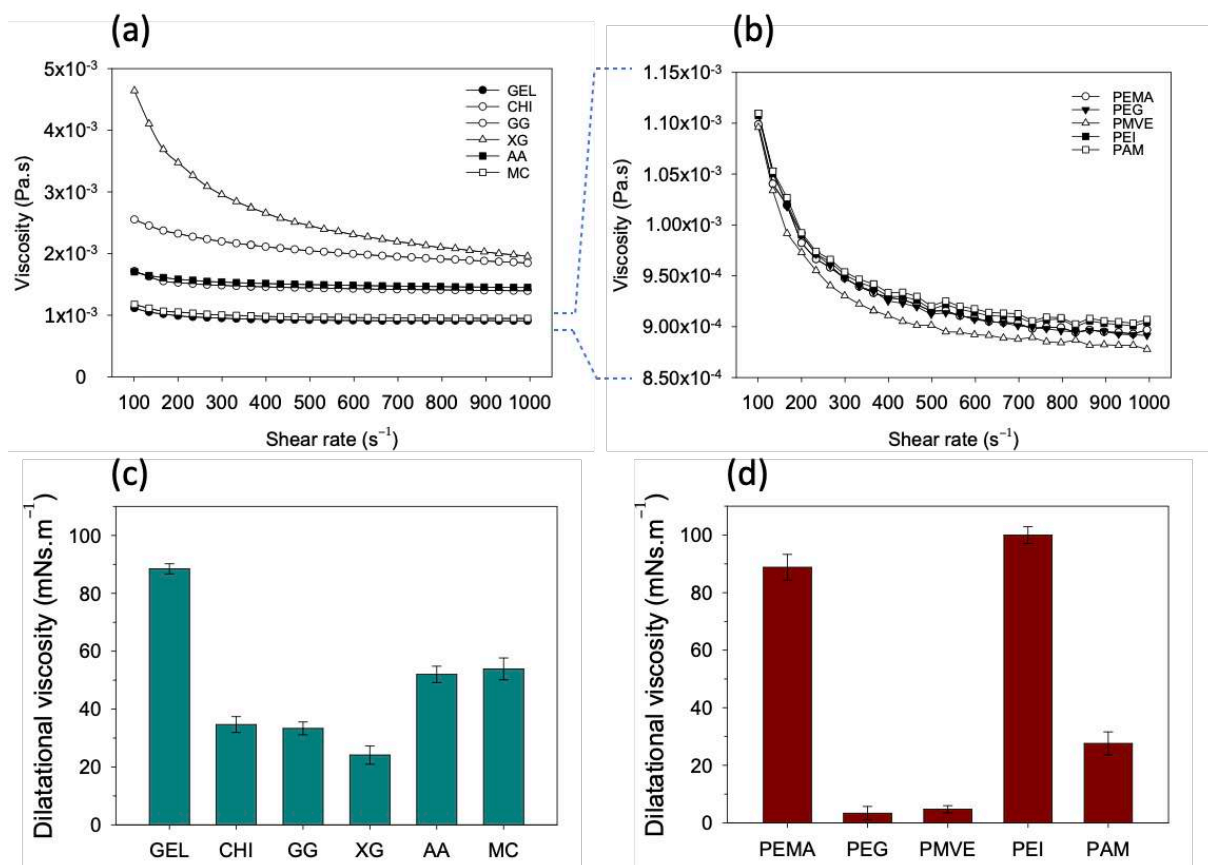 (a)
Viscosity (Pa.s)
5x10⁻³
4x10⁻³
3x10⁻³
2x10⁻³
1x10⁻³
0
GEL
CHI
GG
XG
AA
MC
100 200 300 400 500 600 700 800 900 1000
Shear rate (s⁻¹)
(b)
Viscosity (Pa.s)
1.15x10⁻³
1.10x10⁻³
1.05x10⁻³
1.00x10⁻³
9.50x10⁻⁴
9.00x10⁻⁴
8.50x10⁻⁴
PEMA
PEG
PMVE
PEI
PAM
100 200 300 400 500 600 700 800 900 1000
Shear rate (s⁻¹)
(c)
Dilatational viscosity (mNs.m⁻¹)
100
80
60
40
20
0
GEL CHI GG XG AA MC
(d)
Dilatational viscosity (mNs.m⁻¹)
100
80
60
40
20
0
PEMA PEG PMVE PEI PAM